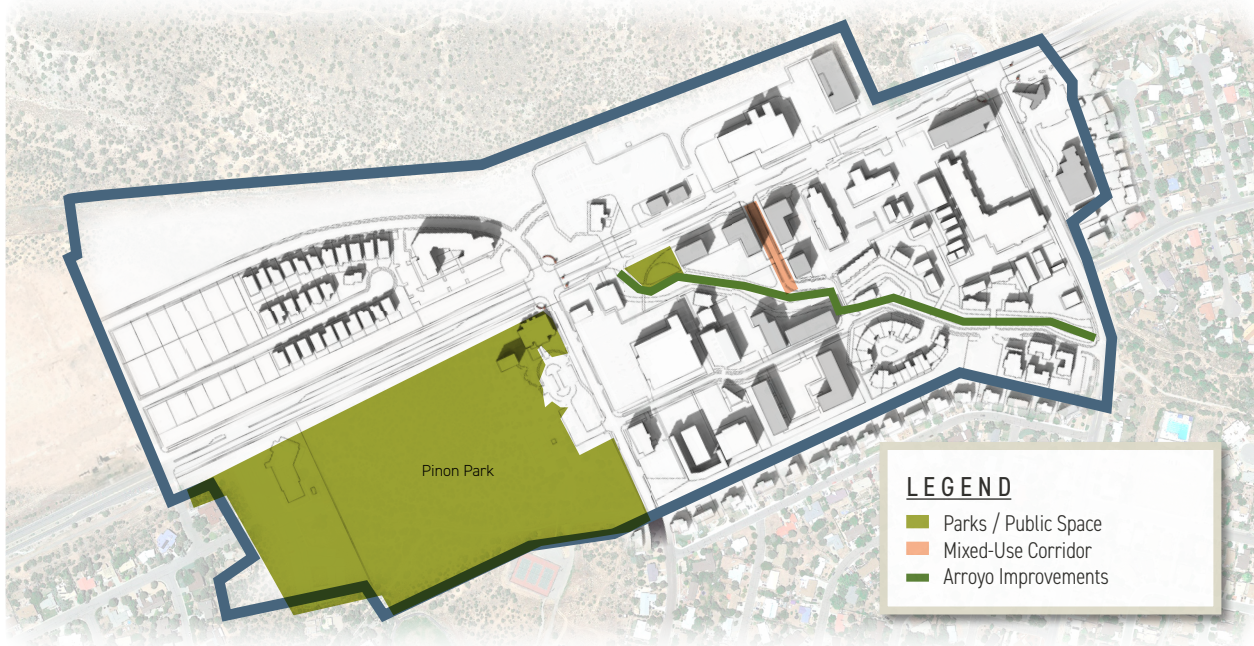 Pinon Park
LEGEND
Parks / Public Space
Mixed-Use Corridor
Arroyo Improvements